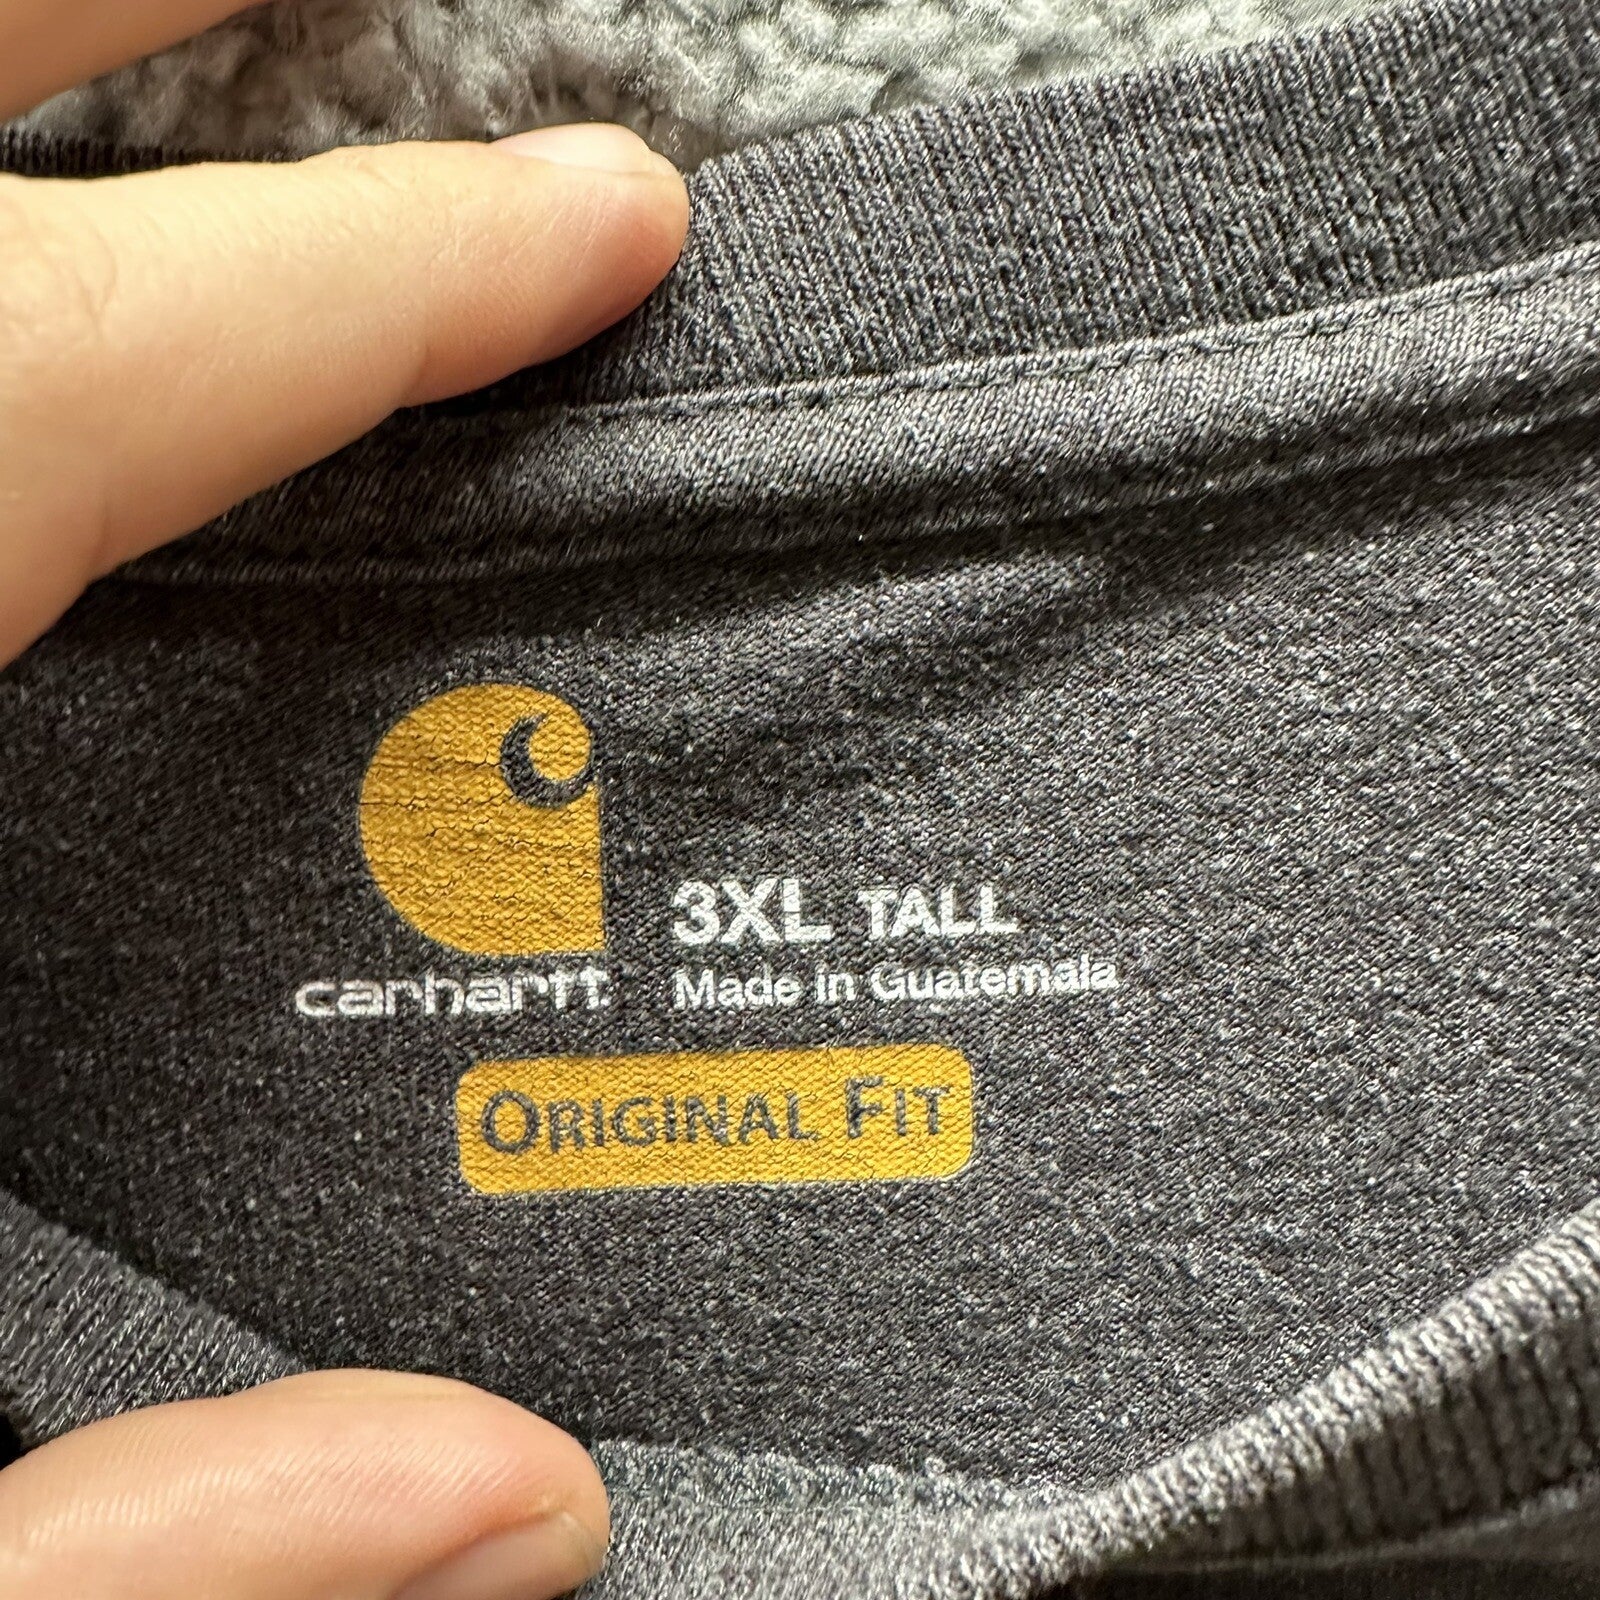 3XL TALL
carhartt.
Made in Guatemala
ORIGINAL FIT